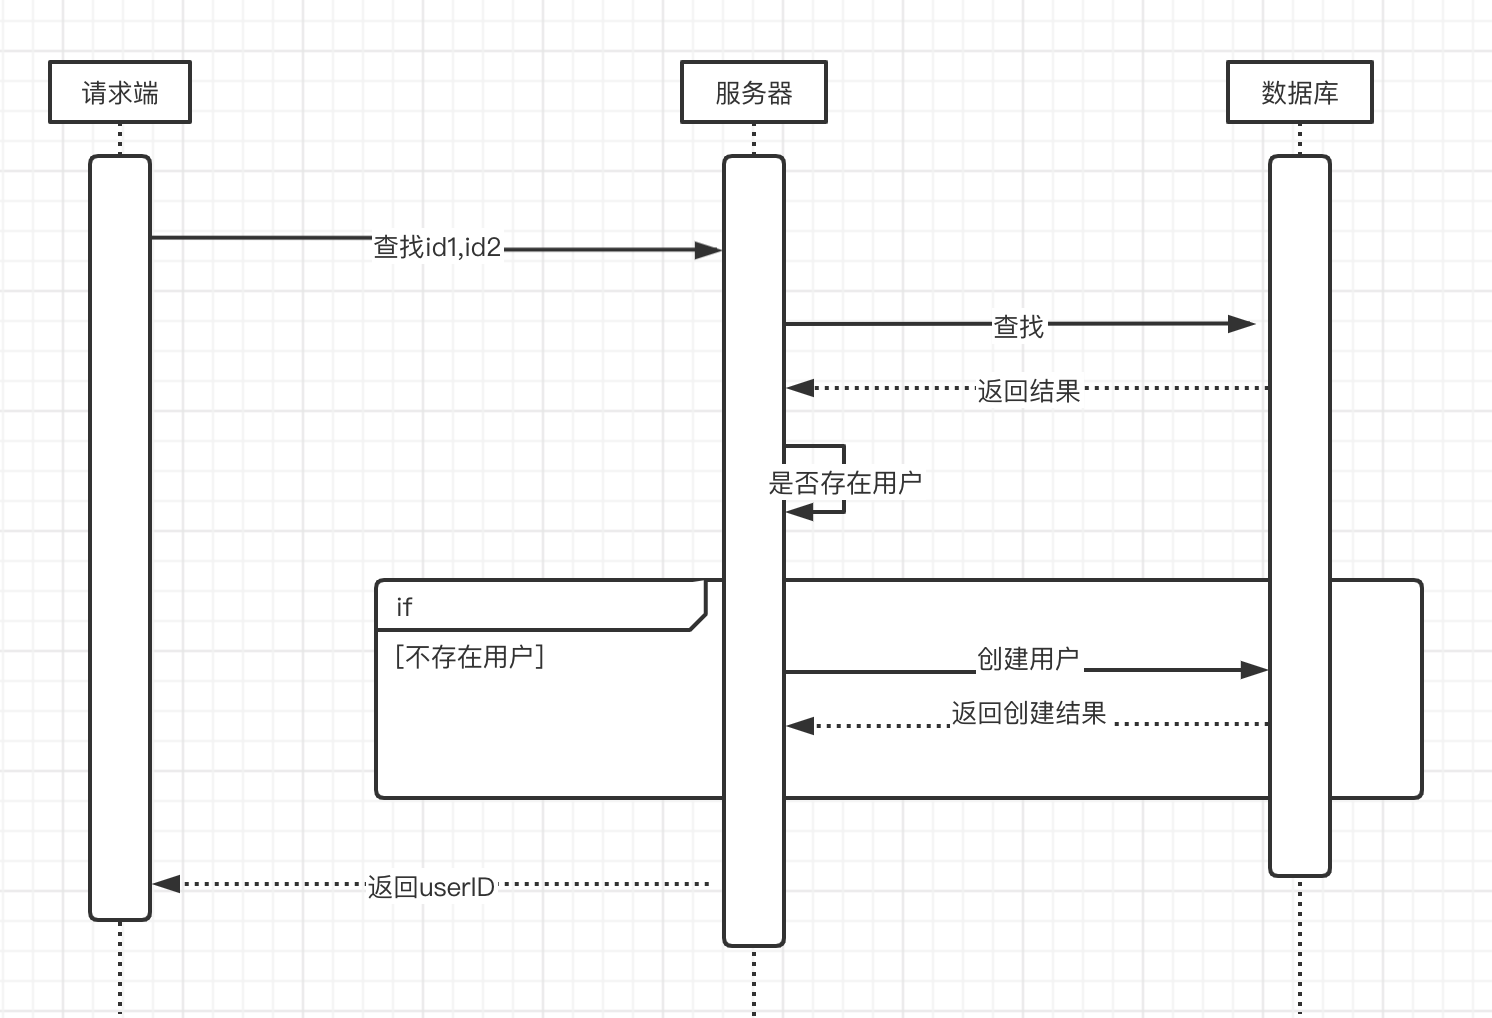 请求端
服务器
数据库
查找id1,id2
查找
返回结果
是否存在用户
if
[不存在用户]
创建用户
返回创建结果
返回userID